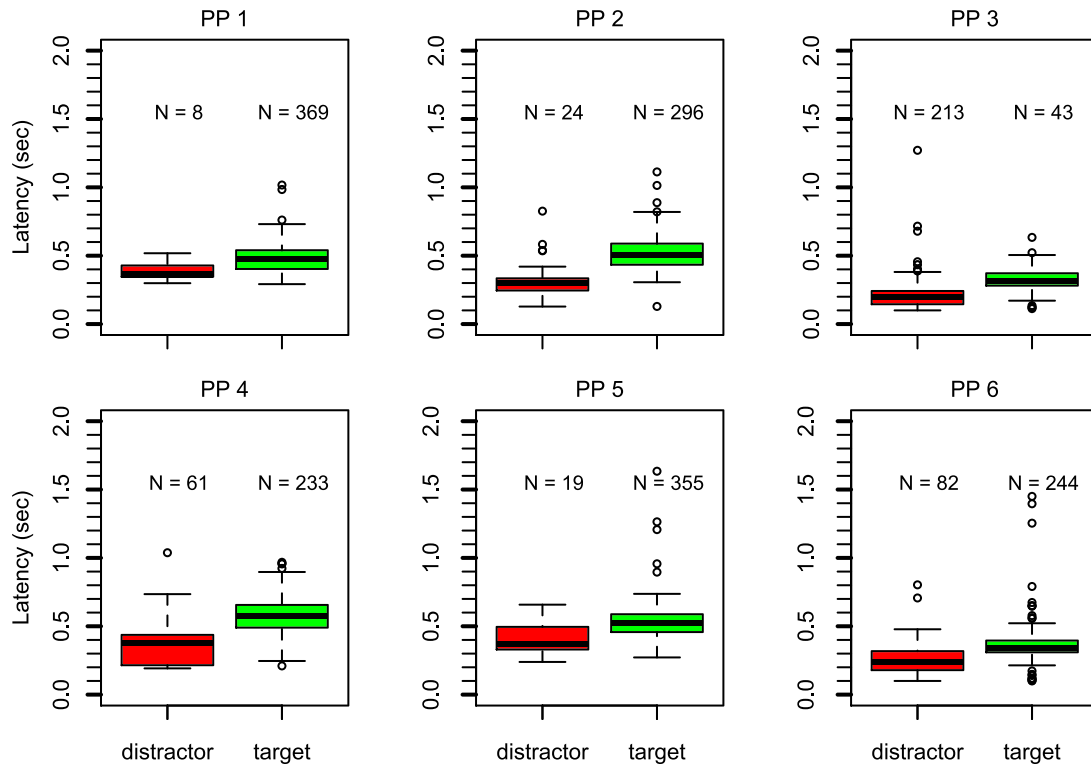 PP 1
PP 2
PP 3
Latency (sec)
2.0
1.5
1.0
0.5
0.0
N = 8
N = 369
2.0
1.5
1.0
0.5
0.0
N = 24
N = 296
2.0
1.5
1.0
0.5
0.0
N = 213
N = 43
PP 4
PP 5
PP 6
Latency (sec)
2.0
1.5
1.0
0.5
0.0
N = 61
N = 233
2.0
1.5
1.0
0.5
0.0
N = 19
N = 355
2.0
1.5
1.0
0.5
0.0
N = 82
N = 244
distractor
target
distractor
target
distractor
target